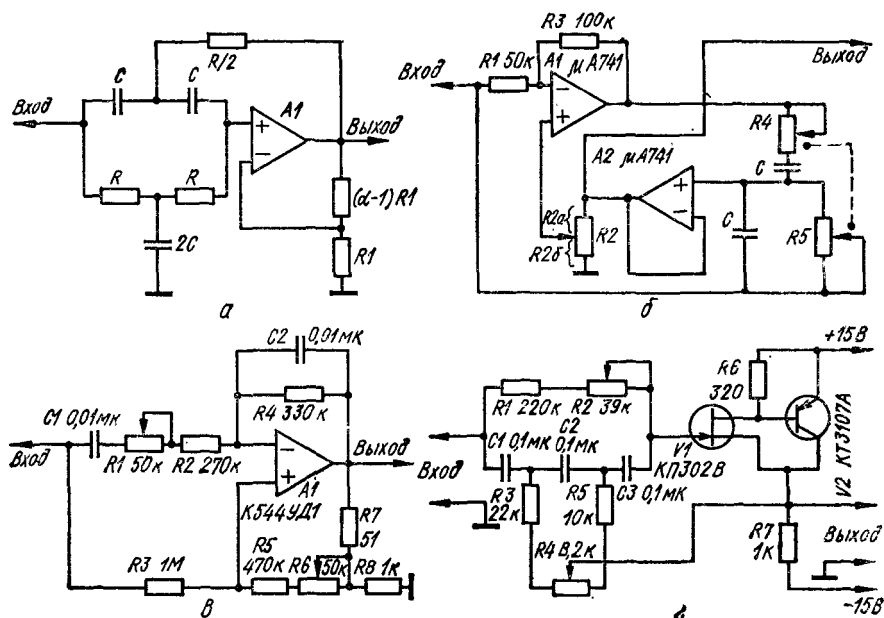 R/2
C
C
Вход
A1
Выход
R
R
(α-1) R1
2C
R1
а
R3 100к
R1 50к
A1
μA741
Вход
Выход
R4
A2 μA741
C
C
R2a
R2б
R2
R5
б
C2
0,01мк
R4 330к
C1 0,01мк
Вход
R1 50к
R2 270к
Выход
A1
К544УД1
R7
51
R3 1М
R5
470к
R6
50к
R8 1к
в
+15В
R6
320
R1 220к
R2 39к
C1 0,1мк
C2
0,1мк
V1
КП302В
V2 КТ3107А
Вход
R3
22к
R5
10к
C3 0,1мк
R4 8,2к
R7
1к
Выход
-15В
г